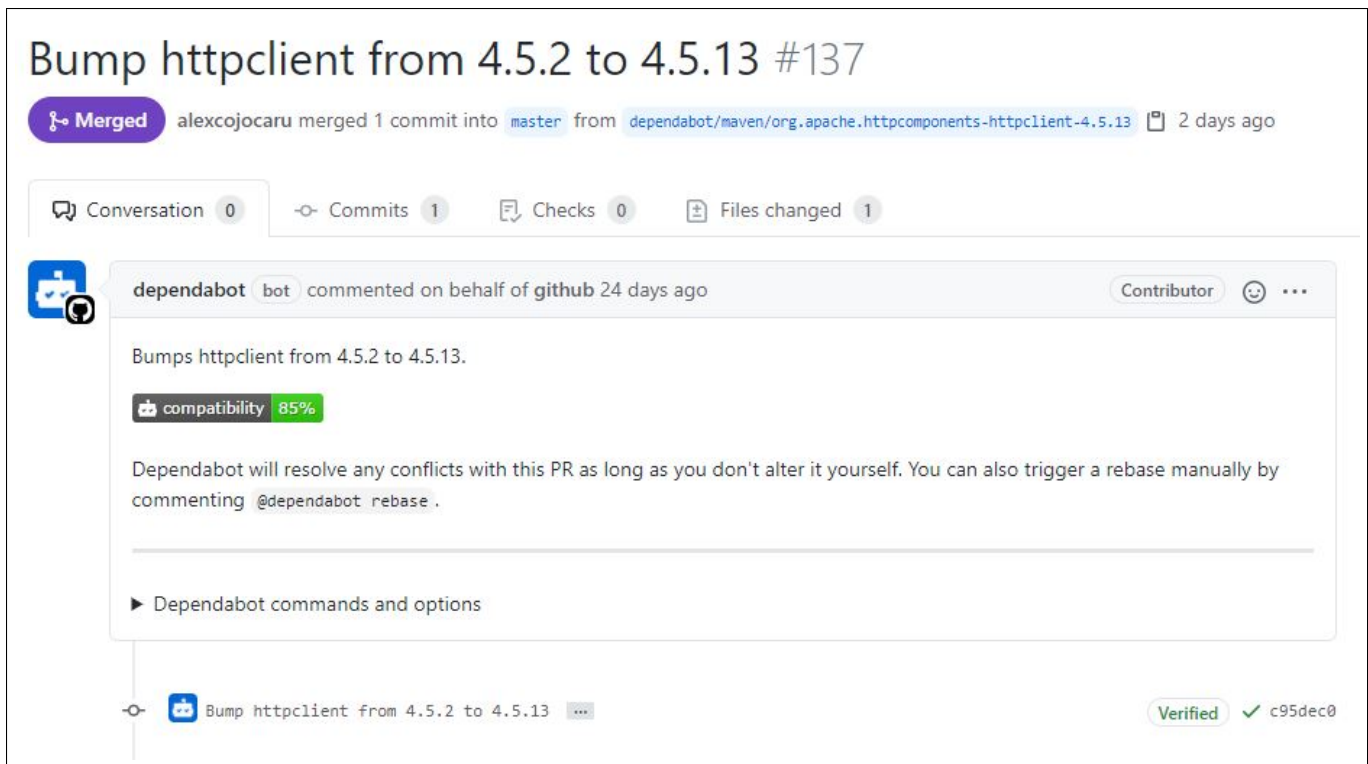 Bump httpclient from 4.5.2 to 4.5.13 #137
Merged alexcojocaru merged 1 commit into master from dependabot/maven/org.apache.httpcomponents-httpclient-4.5.13 2 days ago
Conversation 0 Commits 1 Checks 0 Files changed 1
dependabot bot commented on behalf of github 24 days ago Contributor ...
Bumps httpclient from 4.5.2 to 4.5.13.
compatibility 85%
Dependabot will resolve any conflicts with this PR as long as you don't alter it yourself. You can also trigger a rebase manually by
commenting @dependabot rebase .
Dependabot commands and options
Bump httpclient from 4.5.2 to 4.5.13 ... Verified c95dec0